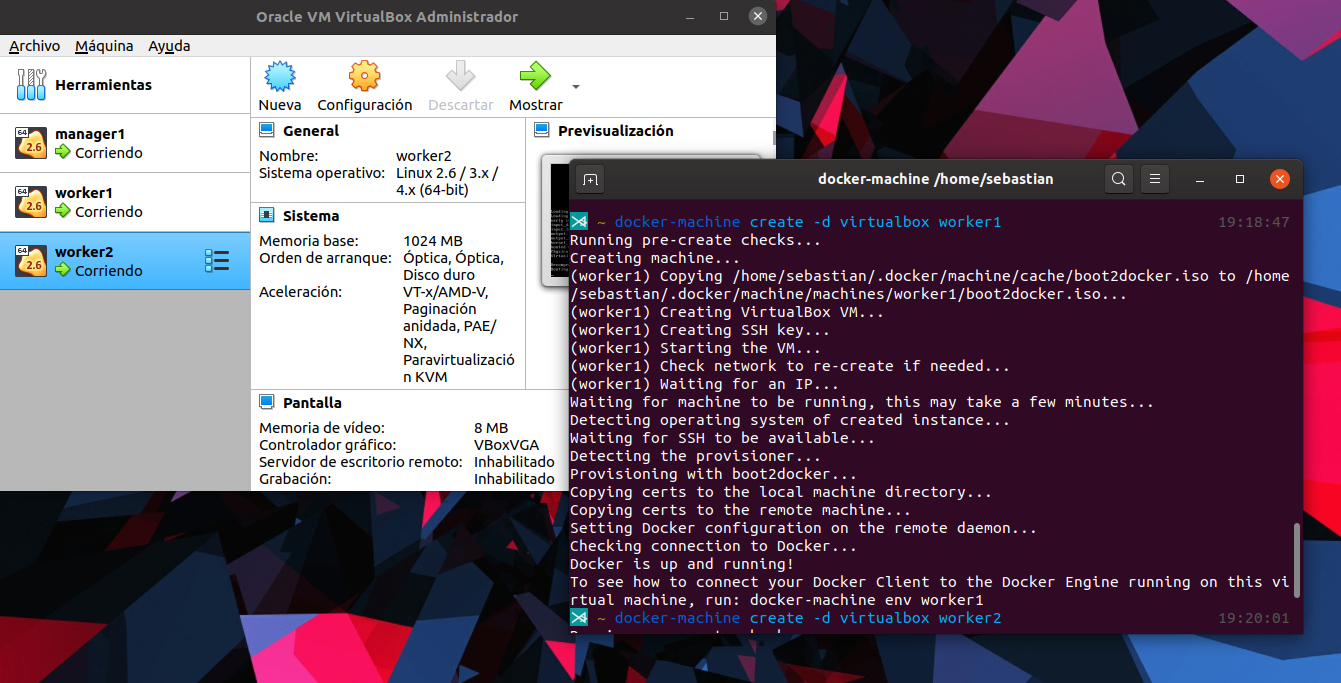 Oracle VM VirtualBox Administrador
Archivo Máquina Ayuda
Herramientas
64
2.6
manager1
Corriendo
64
2.6
worker1
Corriendo
64
2.6
worker2
Corriendo
Nueva Configuración Descartar Mostrar
General
Nombre: worker2
Sistema operativo: Linux 2.6 / 3.x /
4.x (64-bit)
Sistema
Memoria base: 1024 MB
Orden de arranque: Óptica, Óptica,
Disco duro
Aceleración: VT-x/AMD-V,
Paginación
anidada, PAE/
NX,
Paravirtualizació
n KVM
Pantalla
Memoria de vídeo: 8 MB
Controlador gráfico: VBoxVGA
Servidor de escritorio remoto: Inhabilitado
Grabación: Inhabilitado
Previsualización
docker-machine /home/sebastian
~ docker-machine create -d virtualbox worker1 19:18:47
Running pre-create checks...
Creating machine...
(worker1) Copying /home/sebastian/.docker/machine/cache/boot2docker.iso to /home
/sebastian/.docker/machine/machines/worker1/boot2docker.iso...
(worker1) Creating VirtualBox VM...
(worker1) Creating SSH key...
(worker1) Starting the VM...
(worker1) Check network to re-create if needed...
(worker1) Waiting for an IP...
Waiting for machine to be running, this may take a few minutes...
Detecting operating system of created instance...
Waiting for SSH to be available...
Detecting the provisioner...
Provisioning with boot2docker...
Copying certs to the local machine directory...
Copying certs to the remote machine...
Setting Docker configuration on the remote daemon...
Checking connection to Docker...
Docker is up and running!
To see how to connect your Docker Client to the Docker Engine running on this vi
rtual machine, run: docker-machine env worker1
~ docker-machine create -d virtualbox worker2 19:20:01